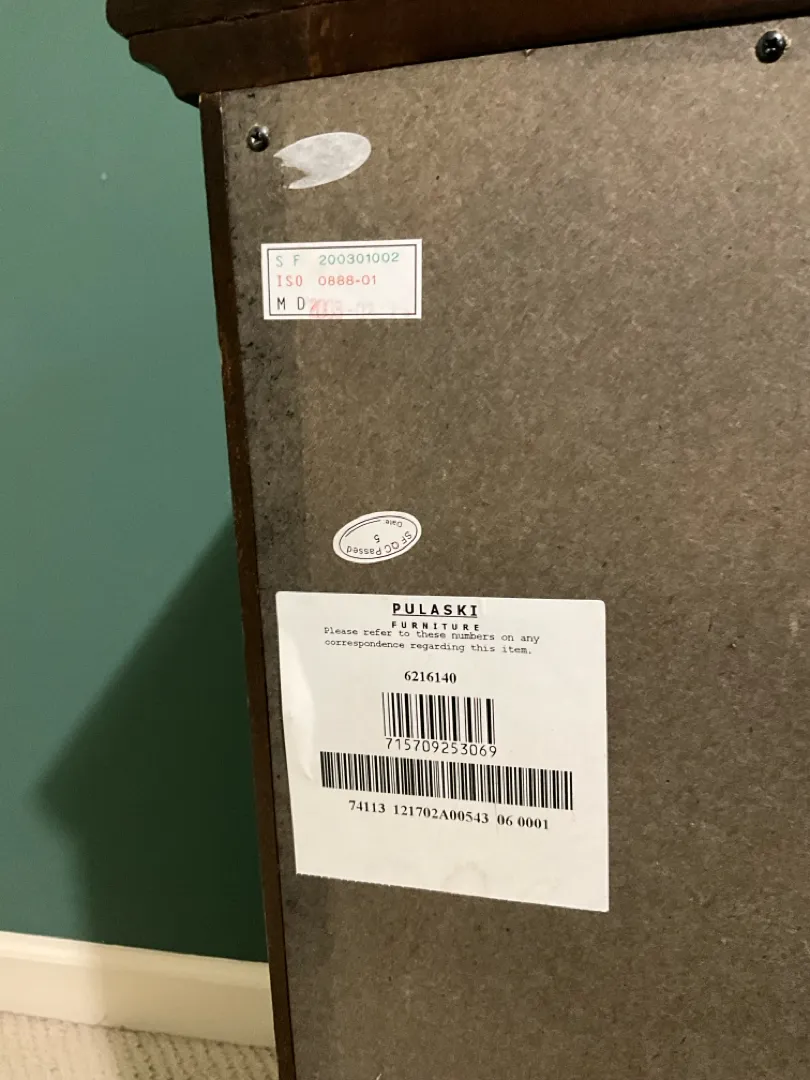 S F 200301002
ISO 0888-01
M D
Date
5
SF QC Passed
PULASKI
FURNITURE
Please refer to these numbers on any
correspondence regarding this item.
6216140
715709253069
74113 121702A00543 06 0001